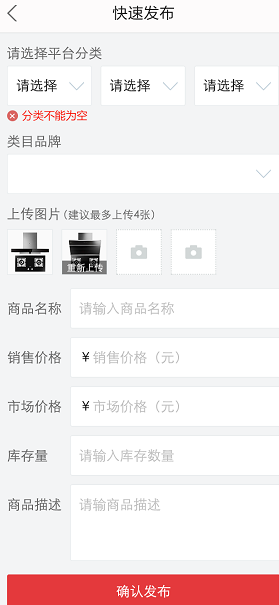 快速发布
请选择平台分类
请选择 请选择 请选择
分类不能为空
类目品牌
上传图片(建议最多上传4张)
重新上传
商品名称 请输入商品名称
销售价格 ￥销售价格（元）
市场价格 ￥市场价格（元）
库存量 请输入库存数量
商品描述 请输商品描述
确认发布